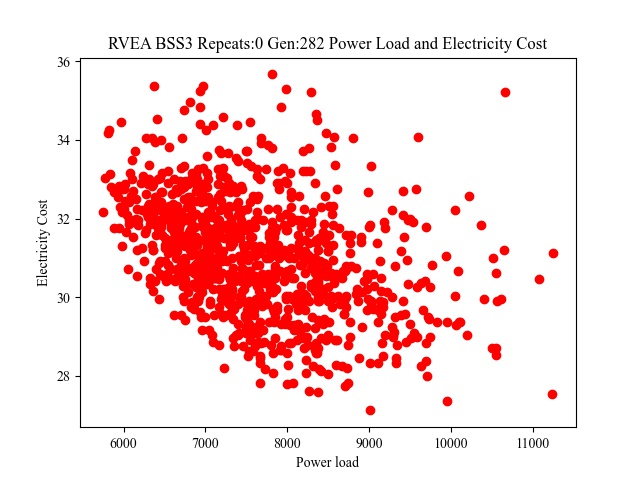 RVEA BSS3 Repeats:0 Gen:282 Power Load and Electricity Cost
36
34
32
30
28
Electricity Cost
6000 7000 8000 9000 10000 11000
Power load